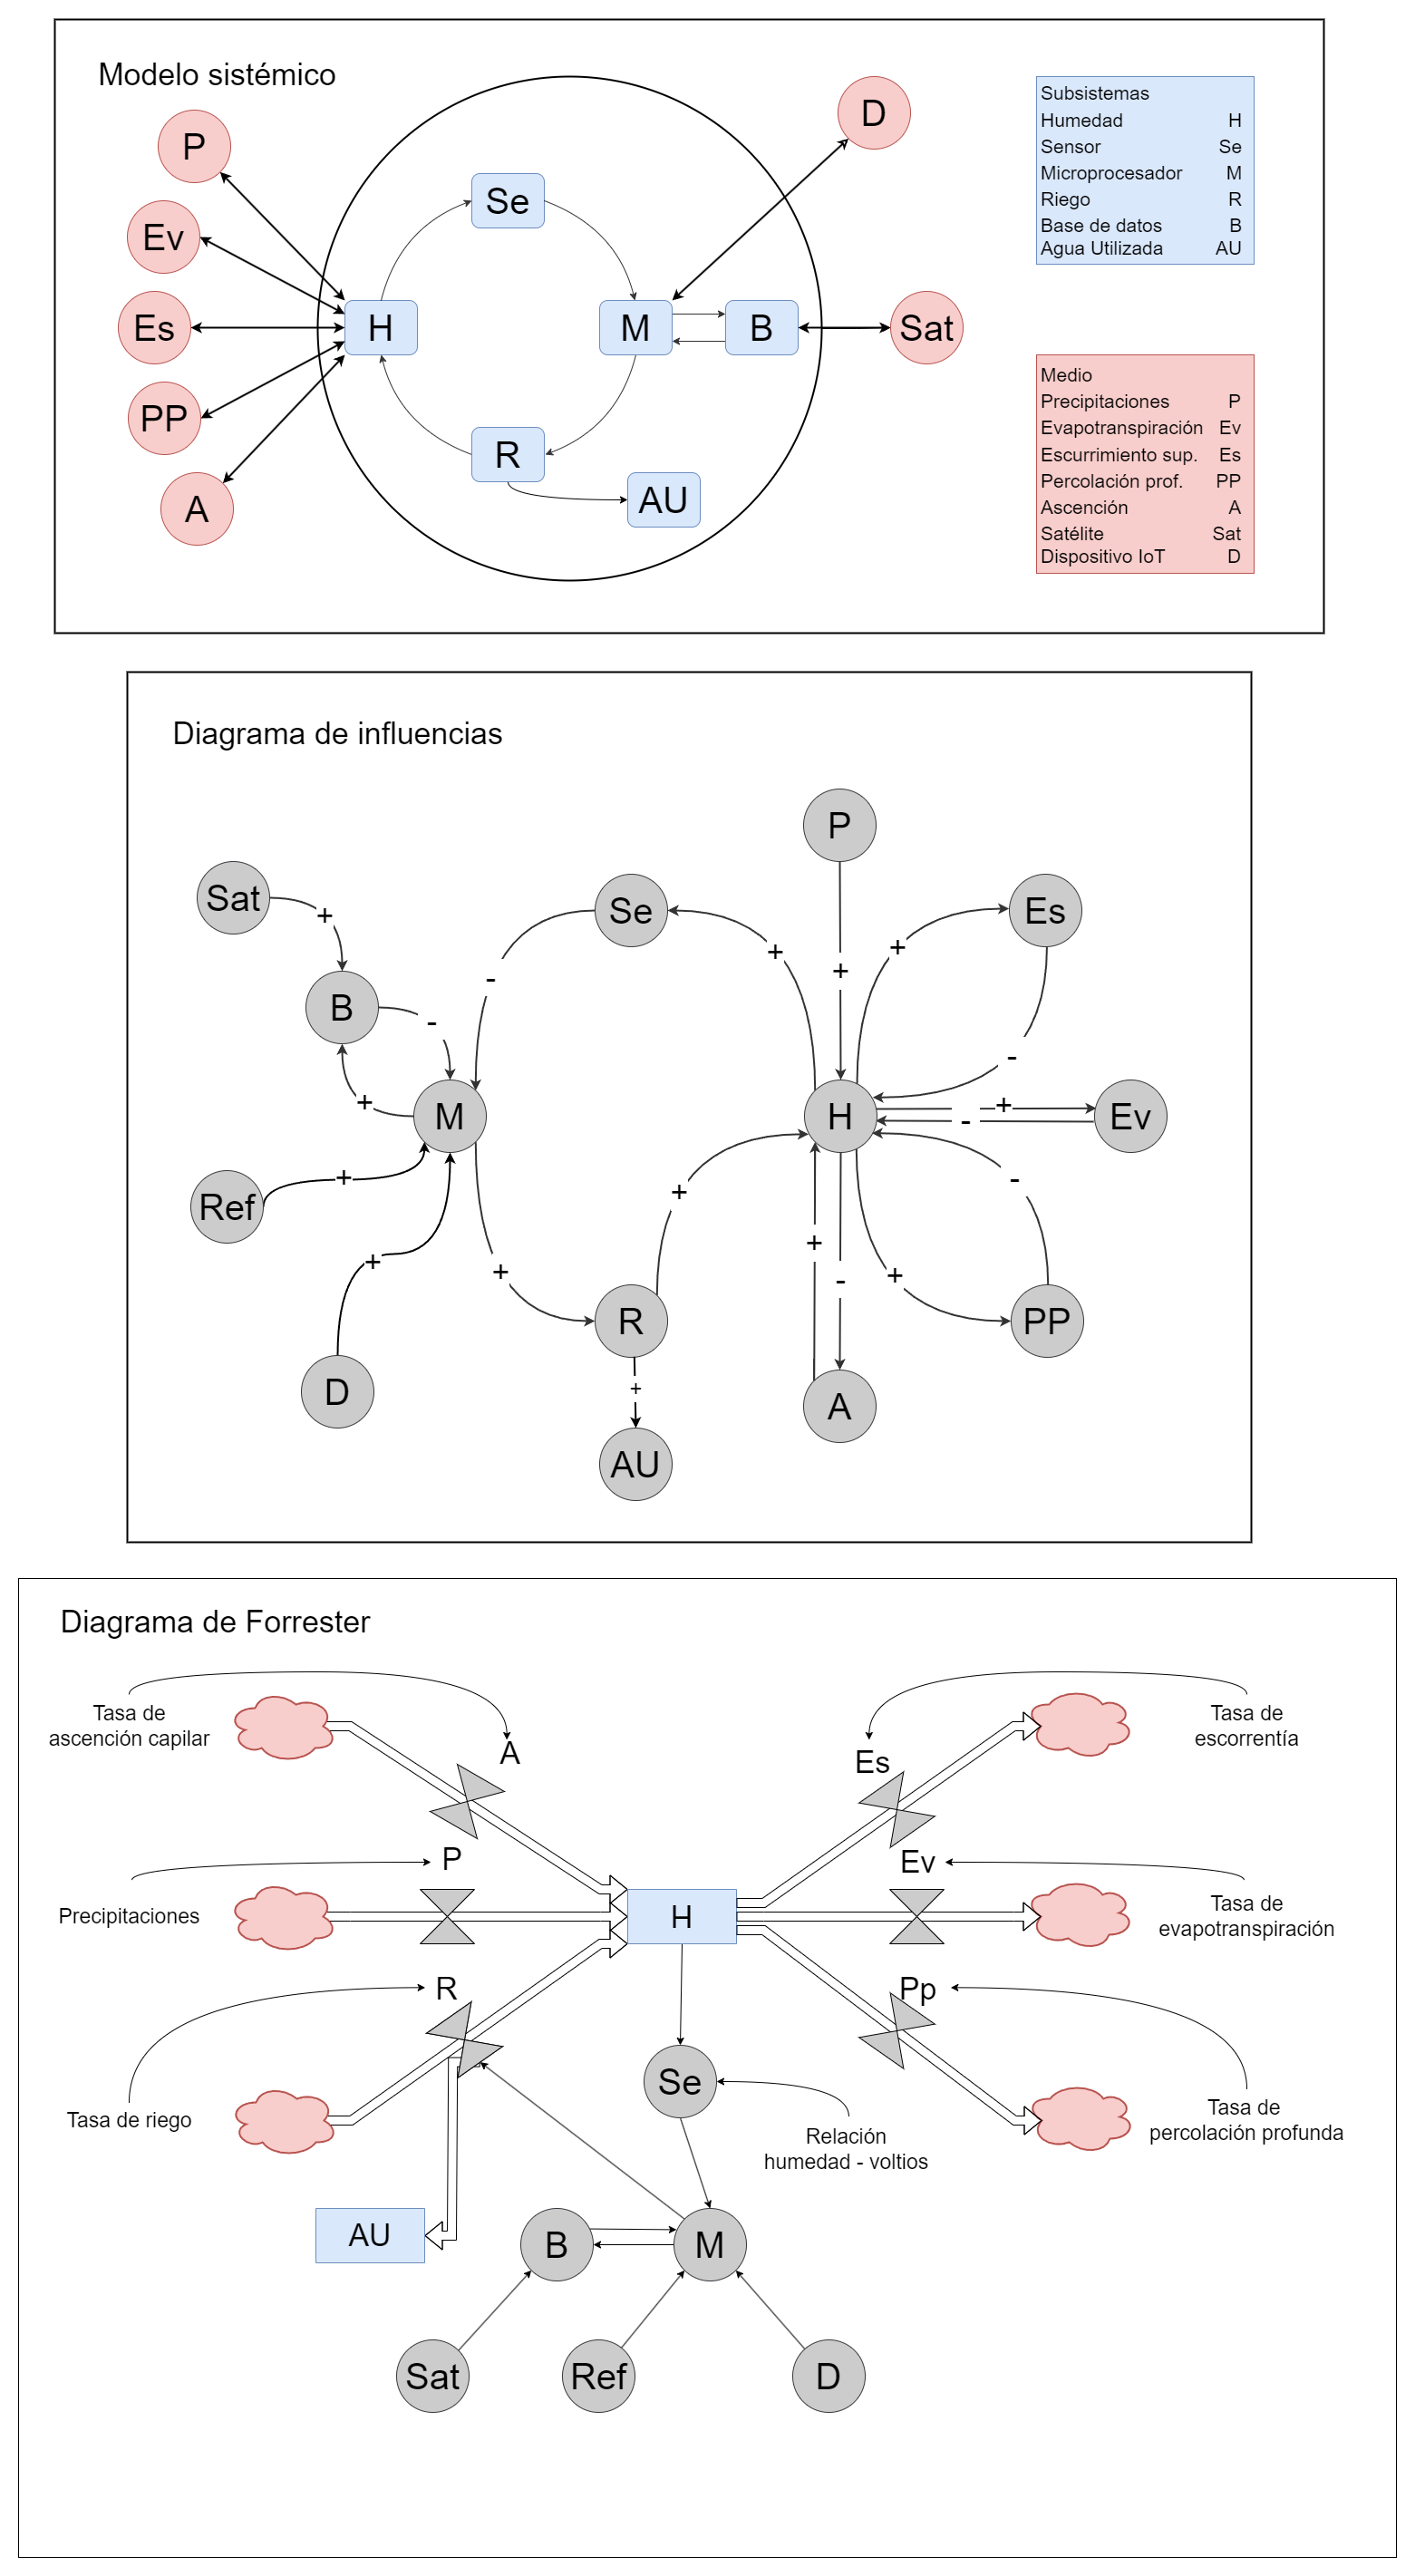 Modelo sistémico
P
Ev
Es
PP
A
Se
H
M
B
R
AU
D
Sat
Subsistemas
Humedad H
Sensor Se
Microprocesador M
Riego R
Base de datos B
Agua Utilizada AU
Medio
Precipitaciones P
Evapotranspiración Ev
Escurrimiento sup. Es
Percolación prof. PP
Ascención A
Satélite Sat
Dispositivo IoT D
Diagrama de influencias
P
Sat
+
Se
Es
+
+
+
-
B
-
-
+
M
H
+
-
Ev
Ref
+
+
-
+
+
+
-
+
R
PP
D
+
A
AU
Diagrama de Forrester
Tasa de
ascención capilar
A
Es
Tasa de
escorrentía
P
Ev
Precipitaciones
H
Tasa de
evapotranspiración
R
Pp
Tasa de riego
Se
Tasa de
percolación profunda
Relación
humedad - voltios
AU
B
M
Sat
Ref
D